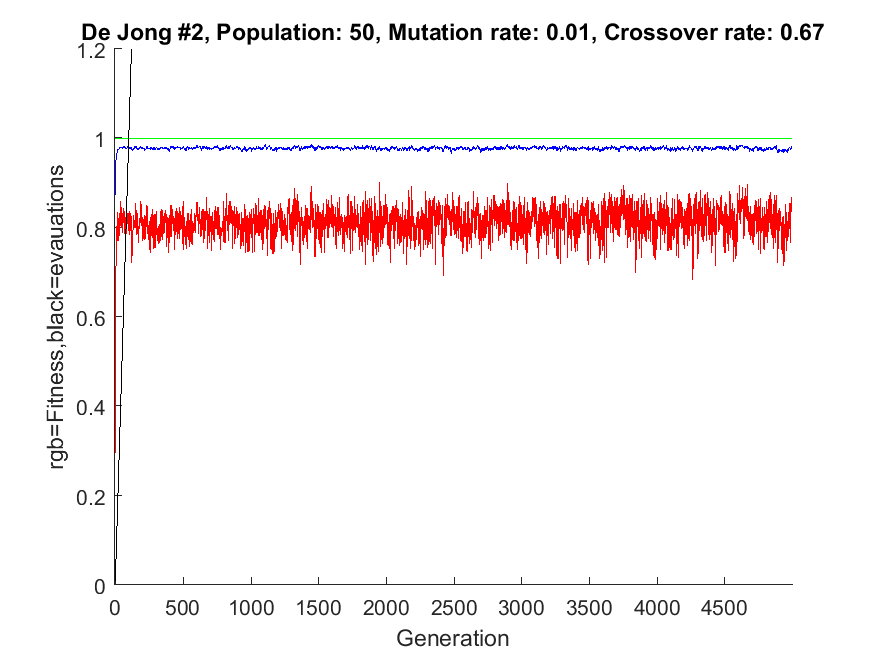 De Jong #2, Population: 50, Mutation rate: 0.01, Crossover rate: 0.67
1.2
1
0.8
0.6
0.4
0.2
0
rgb=Fitness,black=evauations
0 500 1000 1500 2000 2500 3000 3500 4000 4500
Generation